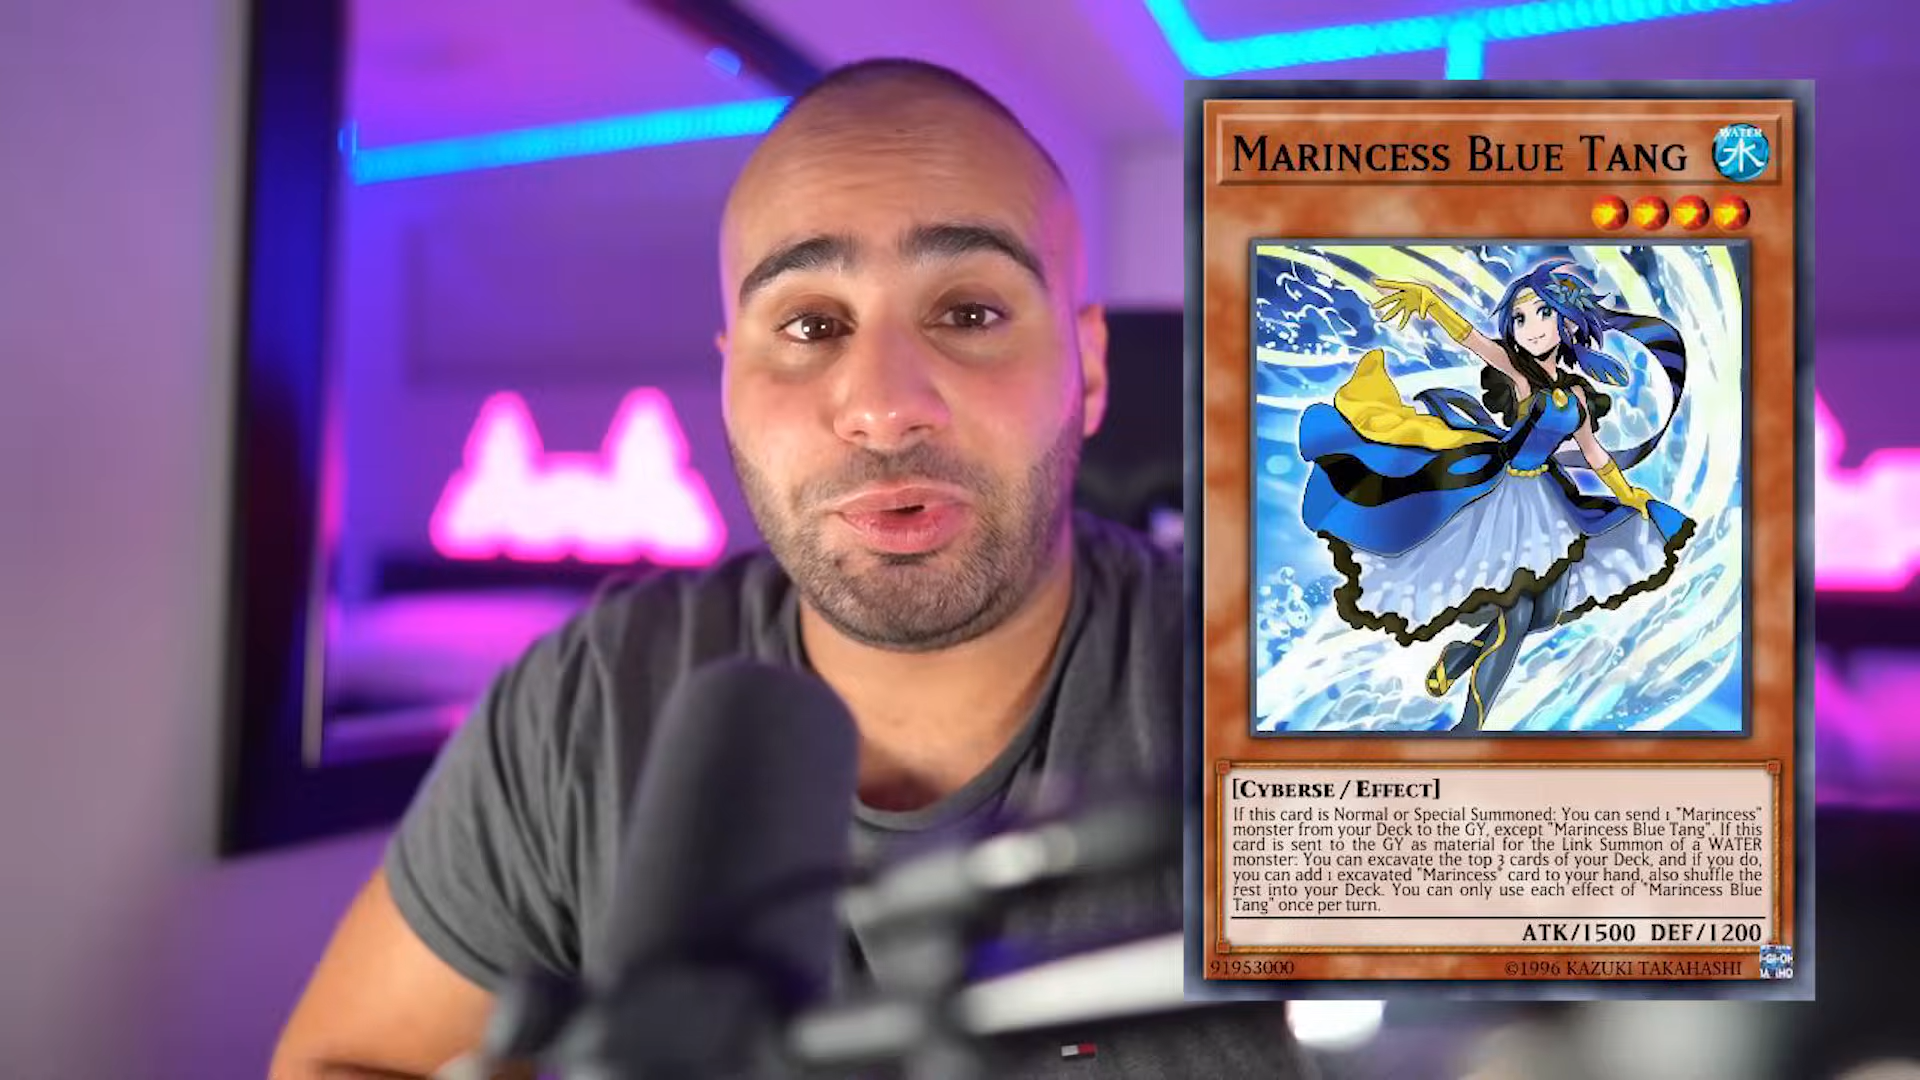 MARINCESS BLUE TANG
WATER
水
[CYBERSE / EFFECT]
If this card is Normal or Special Summoned: You can send 1 "Marincess"
monster from your Deck to the GY, except "Marincess Blue Tang". If this
card is sent to the GY as material for the Link Summon of a WATER
monster: You can excavate the top 3 cards of your Deck, and if you do,
you can add 1 excavated "Marincess" card to your hand, also shuffle the
rest into your Deck. You can only use each effect of "Marincess Blue
Tang" once per turn.
ATK/1500 DEF/1200
91953000
©1996 KAZUKI TAKAHASHI